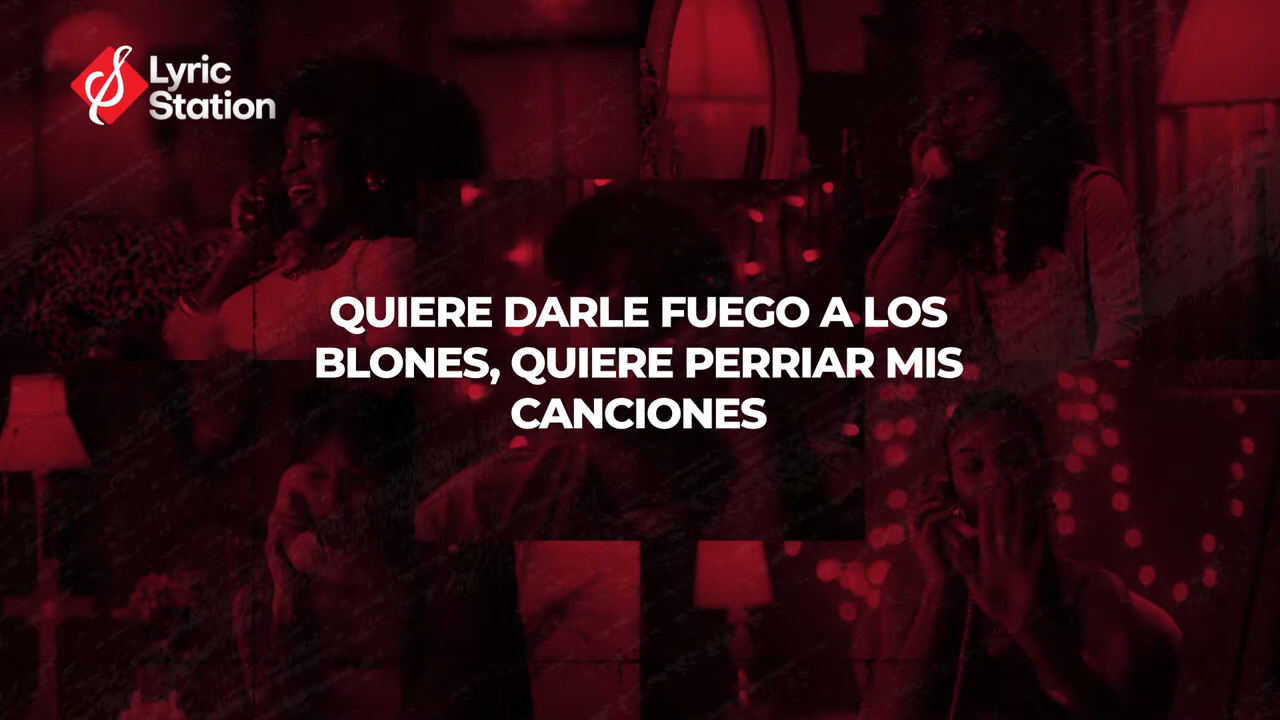 Lyric
Station
QUIERE DARLE FUEGO A LOS
BLONES, QUIERE PERRIAR MIS
CANCIONES